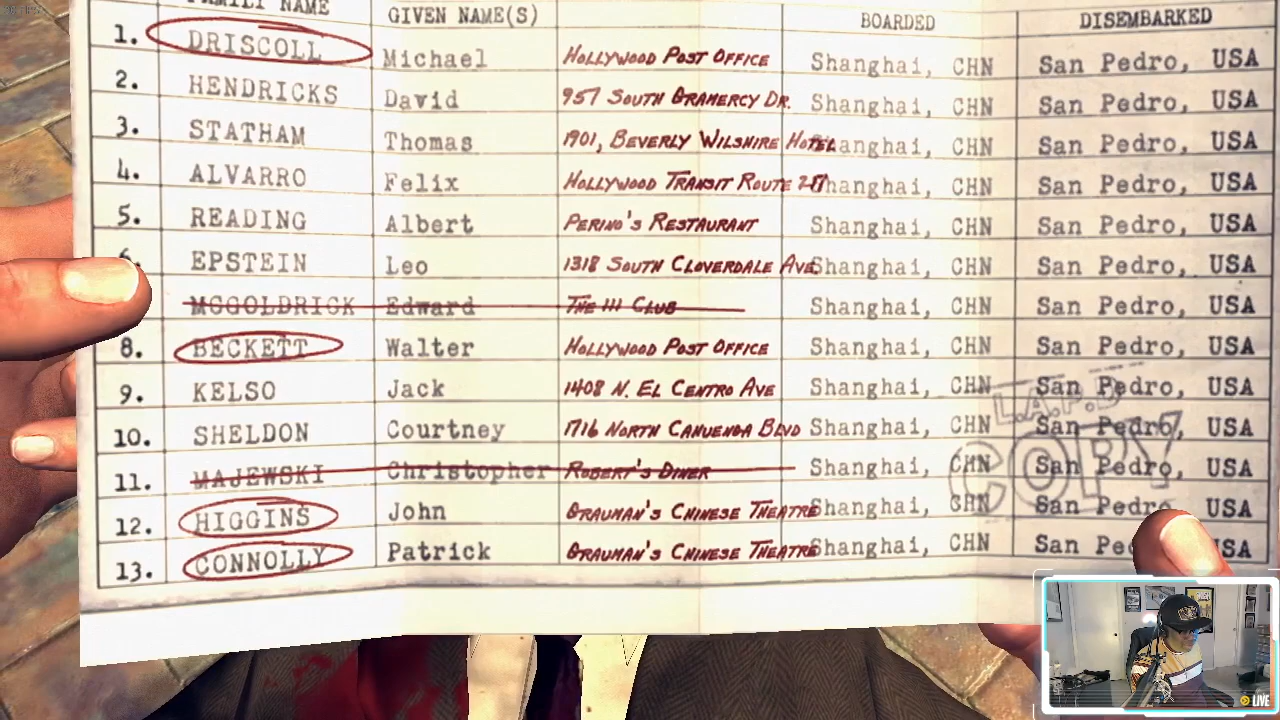 FAMILY NAME GIVEN NAME(S) BOARDED DISEMBARKED
1. DRISCOLL Michael HOLLYWOOD POST OFFICE Shanghai, CHN San Pedro, USA
2. HENDRICKS David 957 SOUTH GRAMERCY DR. Shanghai, CHN San Pedro, USA
3. STATHAM Thomas 1901, BEVERLY WILSHIRE HOTEL Shanghai, CHN San Pedro, USA
4. ALVARRO Felix HOLLYWOOD TRANSIT ROUTE Shanghai, CHN San Pedro, USA
5. READING Albert PERINO'S RESTAURANT Shanghai, CHN San Pedro, USA
6. EPSTEIN Leo 1318 SOUTH CLOVERDALE AVE Shanghai, CHN San Pedro, USA
MCGOLDRICK Edward THE 111 CLUB Shanghai, CHN San Pedro, USA
8. BECKETT Walter HOLLYWOOD POST OFFICE Shanghai, CHN San Pedro, USA
9. KELSO Jack 1408 N. EL CENTRO AVE Shanghai, CHN San Pedro, USA
10. SHELDON Courtney 1716 NORTH CAHUENGA BLVD Shanghai, CHN San Pedro, USA
11. MAJEWSKI Christopher ROBERT'S DINER Shanghai, CHN San Pedro, USA
12. HIGGINS John GRAUMAN'S CHINESE THEATRE Shanghai, CHN San Pedro
13. CONNOLLY Patrick GRAUMAN'S CHINESE THEATRE Shanghai, CHN San Pe USA
L.A.P.D
COPY
LIVE